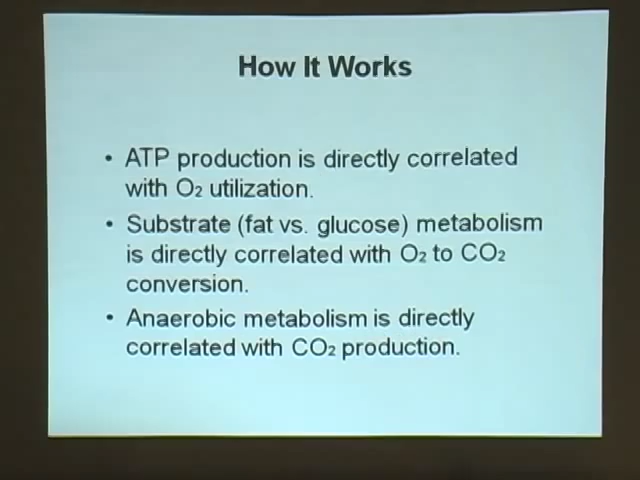 How It Works
• ATP production is directly correlated
with O₂ utilization.
• Substrate (fat vs. glucose) metabolism
is directly correlated with O₂ to CO₂
conversion.
• Anaerobic metabolism is directly
correlated with CO₂ production.